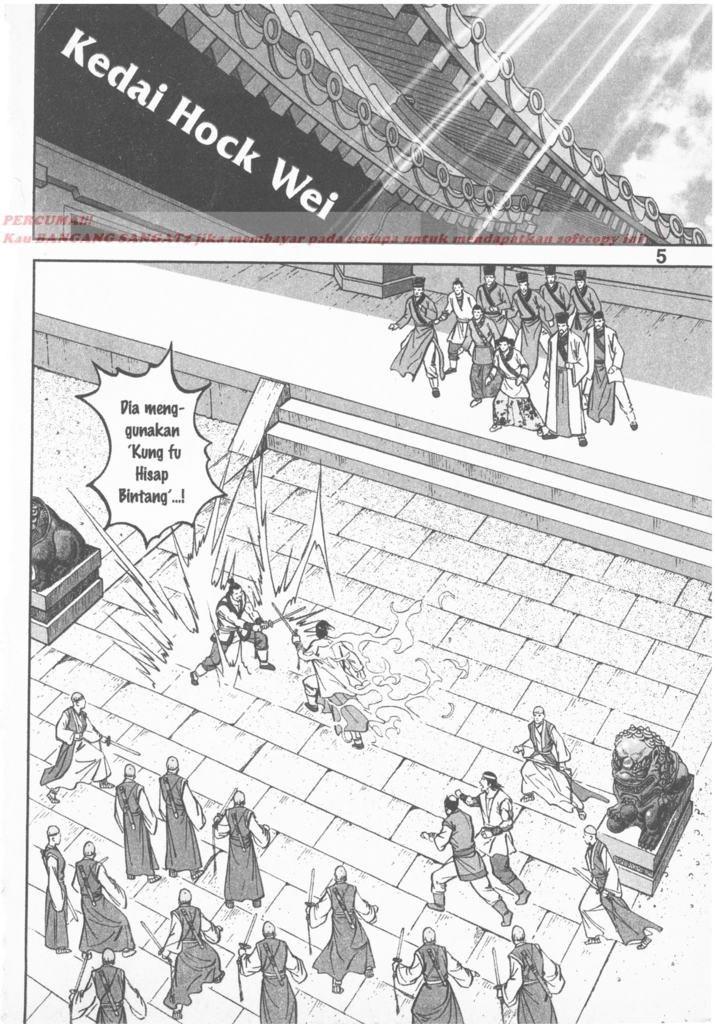 Kedai Hock Wei
PERCUMA!!!
Kau BANGANG SANGATz jika membayar pada sesiapa untuk mendapatkan softcopy ini
5
Dia meng-
gunakan
'Kung fu
Hisap
Bintang'...!